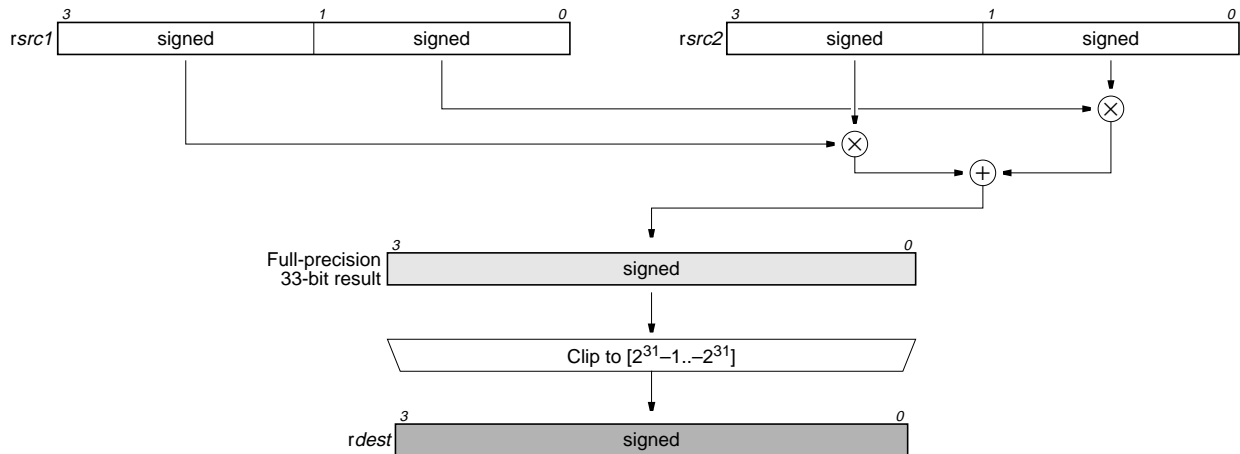 3 1 0 3 1 0
rsrc1 signed signed rsrc2 signed signed
× 
×
+
3 0
Full-precision
33-bit result signed
Clip to [2³¹–1..–2³¹]
3 0
rdest signed